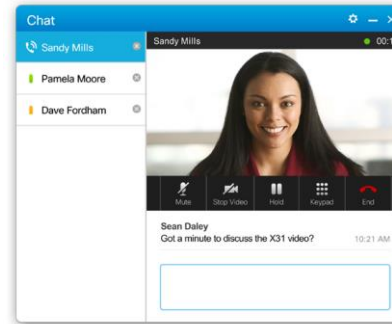 Chat
Sandy Mills
Pamela Moore
Dave Fordham
Sandy Mills
Mute
Stop Video
Hold
Keypad
End
Sean Daley
Got a minute to discuss the X31 video?
10:21 AM